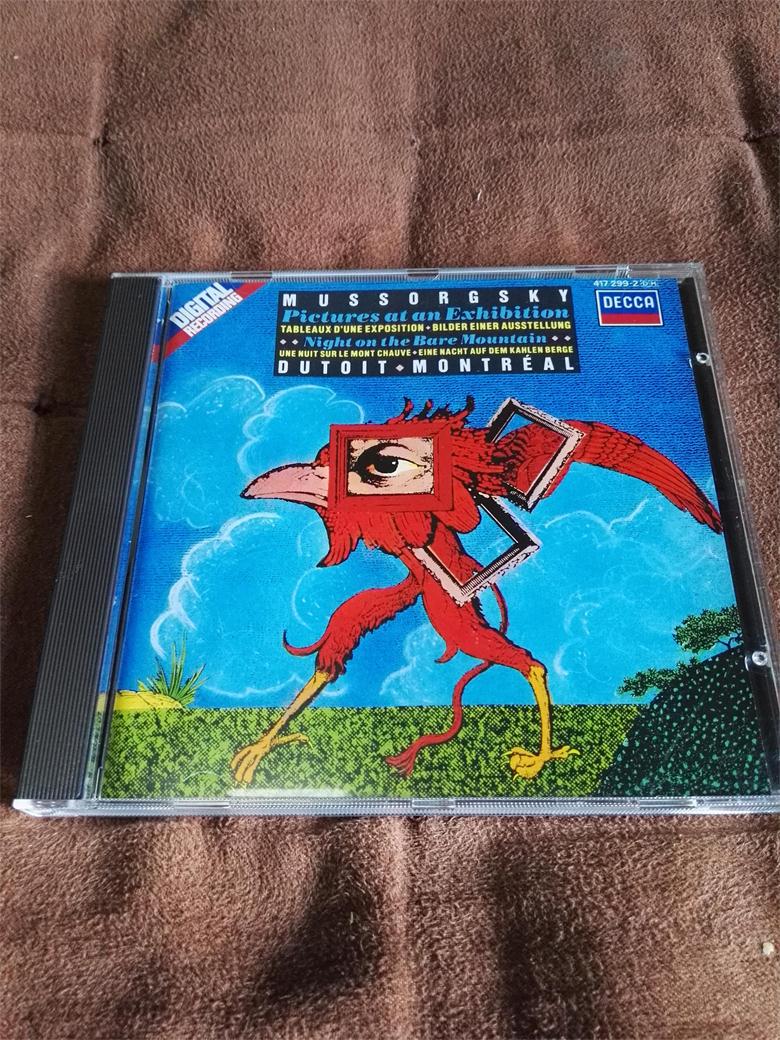 DIGITAL
RECORDING
MUSSORGSKY
Pictures at an Exhibition
TABLEAUX D'UNE EXPOSITION • BILDER EINER AUSSTELLUNG
Night on the Bare Mountain
UNE NUIT SUR LE MONT CHAUVE • EINE NACHT AUF DEM KAHLEN BERGE
DUTOIT ◆ MONTRÉAL
417 299-2 DH
DECCA